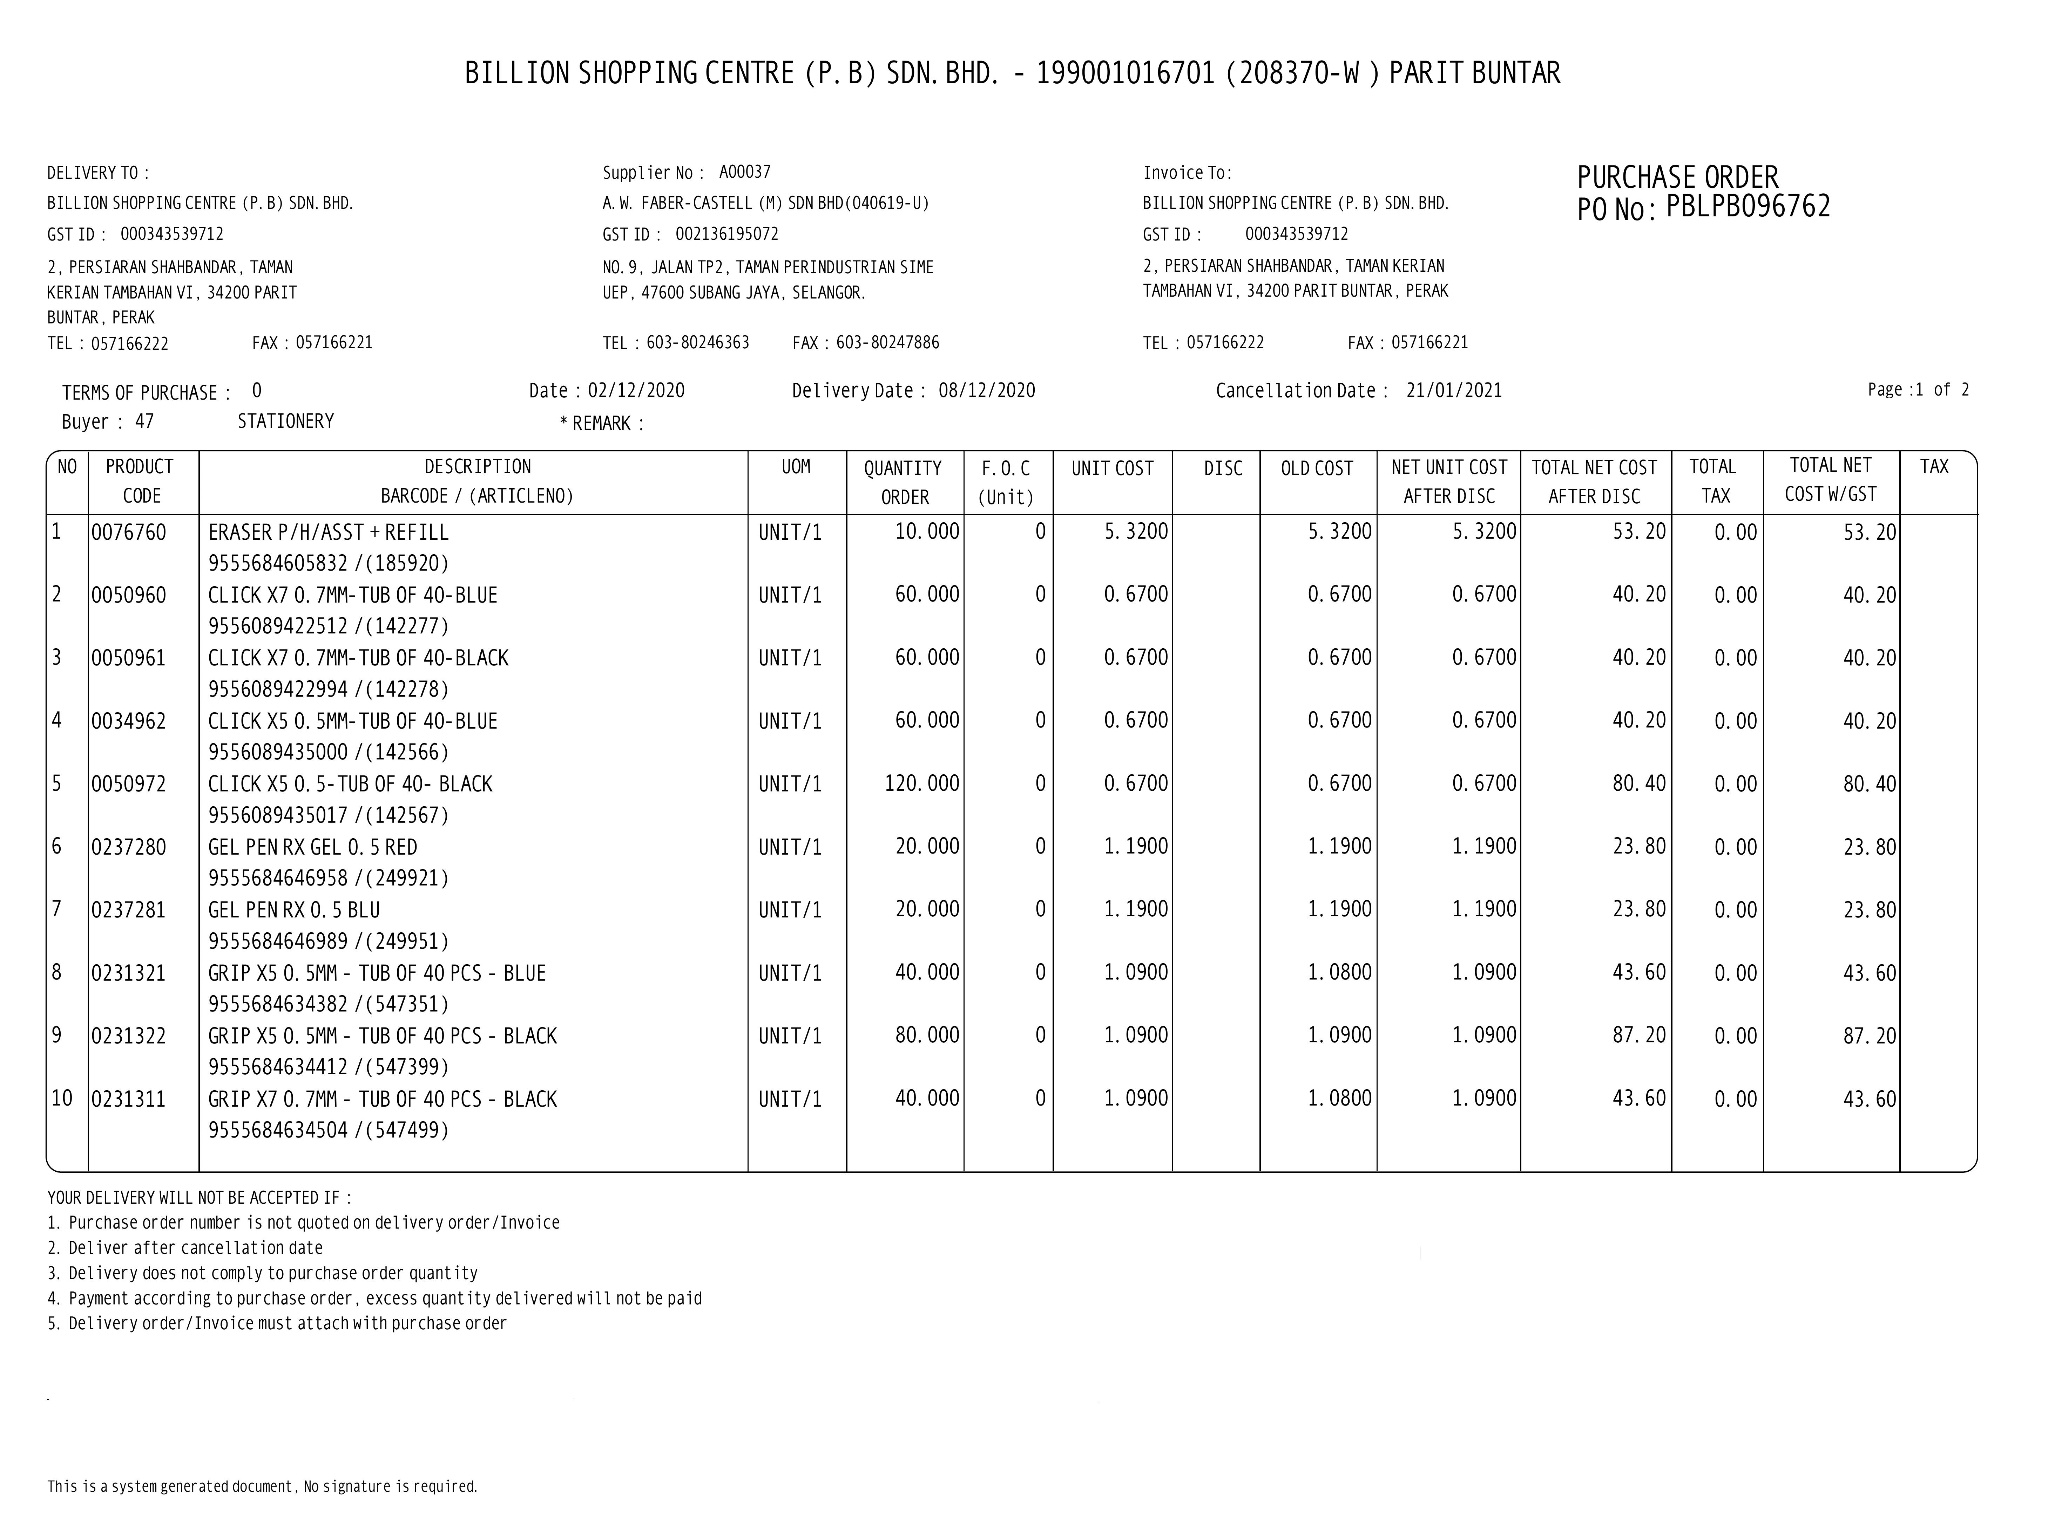 BILLION SHOPPING CENTRE (P.B) SDN.BHD. - 199001016701 (208370-W ) PARIT BUNTAR
DELIVERY TO :
BILLION SHOPPING CENTRE (P.B) SDN.BHD.
GST ID : 000343539712
2, PERSIARAN SHAHBANDAR, TAMAN
KERIAN TAMBAHAN VI, 34200 PARIT
BUNTAR, PERAK
TEL : 057166222 FAX : 057166221
Supplier No : A00037
A.W. FABER-CASTELL (M) SDN BHD(040619-U)
GST ID : 002136195072
NO.9, JALAN TP2, TAMAN PERINDUSTRIAN SIME
UEP, 47600 SUBANG JAYA, SELANGOR.
TEL : 603-80246363 FAX : 603-80247886
Invoice To:
BILLION SHOPPING CENTRE (P.B) SDN.BHD.
GST ID : 000343539712
2, PERSIARAN SHAHBANDAR, TAMAN KERIAN
TAMBAHAN VI, 34200 PARIT BUNTAR, PERAK
TEL : 057166222 FAX : 057166221
PURCHASE ORDER
PO No: PBLPB096762
TERMS OF PURCHASE : 0 Date : 02/12/2020 Delivery Date : 08/12/2020 Cancellation Date : 21/01/2021 Page :1 of 2
Buyer : 47 STATIONERY * REMARK :
NO PRODUCT DESCRIPTION UOM QUANTITY F.O.C UNIT COST DISC OLD COST NET UNIT COST TOTAL NET COST TOTAL TOTAL NET TAX
CODE BARCODE / (ARTICLENO) ORDER (Unit) AFTER DISC AFTER DISC TAX COST W/GST
1 0076760 ERASER P/H/ASST + REFILL UNIT/1 10.000 0 5.3200 5.3200 5.3200 53.20 0.00 53.20
9555684605832 /(185920)
2 0050960 CLICK X7 0.7MM-TUB OF 40-BLUE UNIT/1 60.000 0 0.6700 0.6700 0.6700 40.20 0.00 40.20
9556089422512 /(142277)
3 0050961 CLICK X7 0.7MM-TUB OF 40-BLACK UNIT/1 60.000 0 0.6700 0.6700 0.6700 40.20 0.00 40.20
9556089422994 /(142278)
4 0034962 CLICK X5 0.5MM-TUB OF 40-BLUE UNIT/1 60.000 0 0.6700 0.6700 0.6700 40.20 0.00 40.20
9556089435000 /(142566)
5 0050972 CLICK X5 0.5-TUB OF 40- BLACK UNIT/1 120.000 0 0.6700 0.6700 0.6700 80.40 0.00 80.40
9556089435017 /(142567)
6 0237280 GEL PEN RX GEL 0.5 RED UNIT/1 20.000 0 1.1900 1.1900 1.1900 23.80 0.00 23.80
9555684646958 /(249921)
7 0237281 GEL PEN RX 0.5 BLU UNIT/1 20.000 0 1.1900 1.1900 1.1900 23.80 0.00 23.80
9555684646989 /(249951)
8 0231321 GRIP X5 0.5MM - TUB OF 40 PCS - BLUE UNIT/1 40.000 0 1.0900 1.0800 1.0900 43.60 0.00 43.60
9555684634382 /(547351)
9 0231322 GRIP X5 0.5MM - TUB OF 40 PCS - BLACK UNIT/1 80.000 0 1.0900 1.0900 1.0900 87.20 0.00 87.20
9555684634412 /(547399)
10 0231311 GRIP X7 0.7MM - TUB OF 40 PCS - BLACK UNIT/1 40.000 0 1.0900 1.0800 1.0900 43.60 0.00 43.60
9555684634504 /(547499)
YOUR DELIVERY WILL NOT BE ACCEPTED IF :
1. Purchase order number is not quoted on delivery order/Invoice
2. Deliver after cancellation date
3. Delivery does not comply to purchase order quantity
4. Payment according to purchase order, excess quantity delivered will not be paid
5. Delivery order/Invoice must attach with purchase order
This is a system generated document, No signature is required.